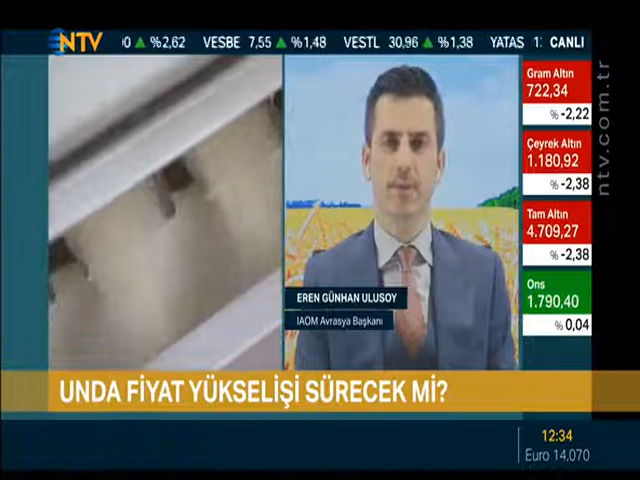 NTV
00 ▲ %2,62 VESBE 7,55 ▲ %1,48 VESTL 30,96 ▲ %1,38 YATAS
CANLI
Gram Altın
722,34
% -2,22
Çeyrek Altın
1.180,92
% -2,38
Tam Altın
4.709,27
% -2,38
Ons
1.790,40
% 0,04
ntv.com.tr
EREN GÜNHAN ULUSOY
IAOM Avrasya Başkanı
UNDA FİYAT YÜKSELİŞİ SÜRECEK Mİ?
12:34
Euro 14,070